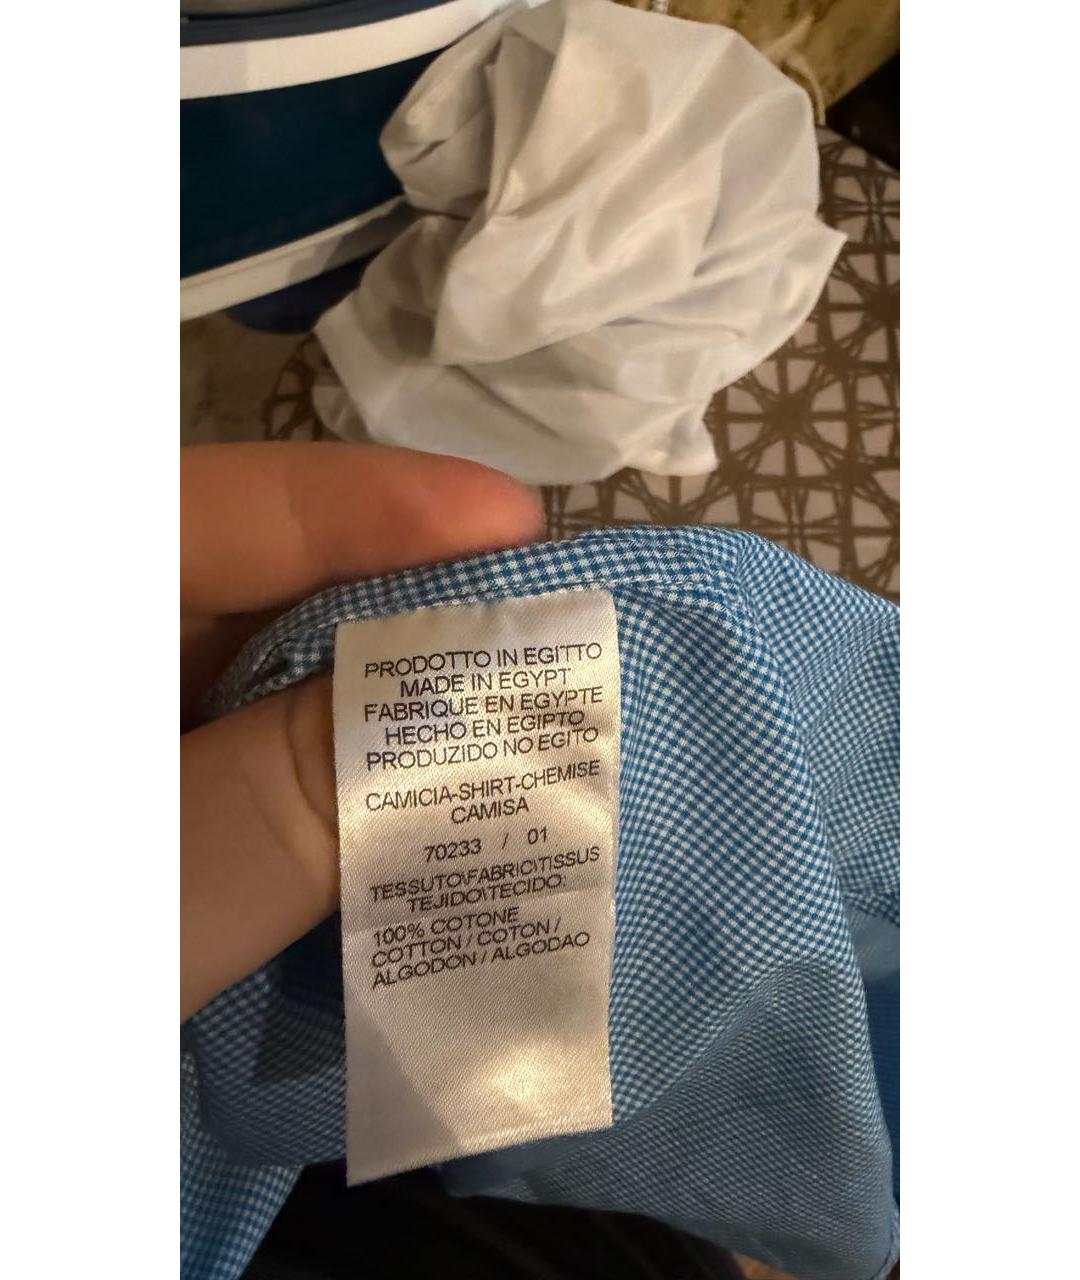 PRODOTTO IN EGITTO
MADE IN EGYPT
FABRIQUE EN EGYPTE
HECHO EN EGIPTO
PRODUZIDO NO EGITO
CAMICIA-SHIRT-CHEMISE
CAMISA
70233 / 01
TESSUTO\FABRIC\TISSUS
TEJIDO\TECIDO:
100% COTONE
COTTON / COTON /
ALGODON / ALGODAO